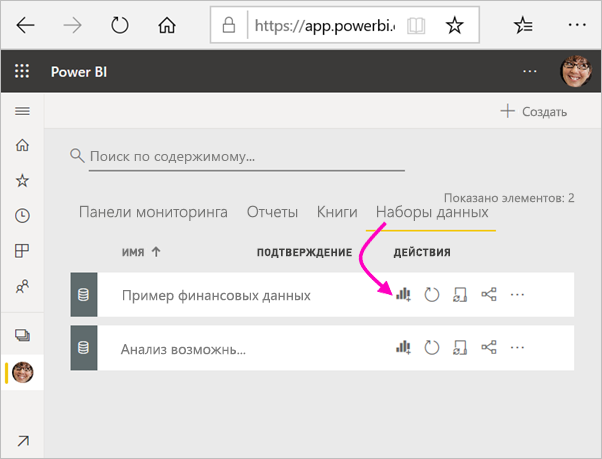 https://app.powerbi.c
Power BI
Создать
Поиск по содержимому...
Показано элементов: 2
Панели мониторинга Отчеты Книги Наборы данных
ИМЯ ПОДТВЕРЖДЕНИЕ ДЕЙСТВИЯ
Пример финансовых данных
Анализ возможнь...